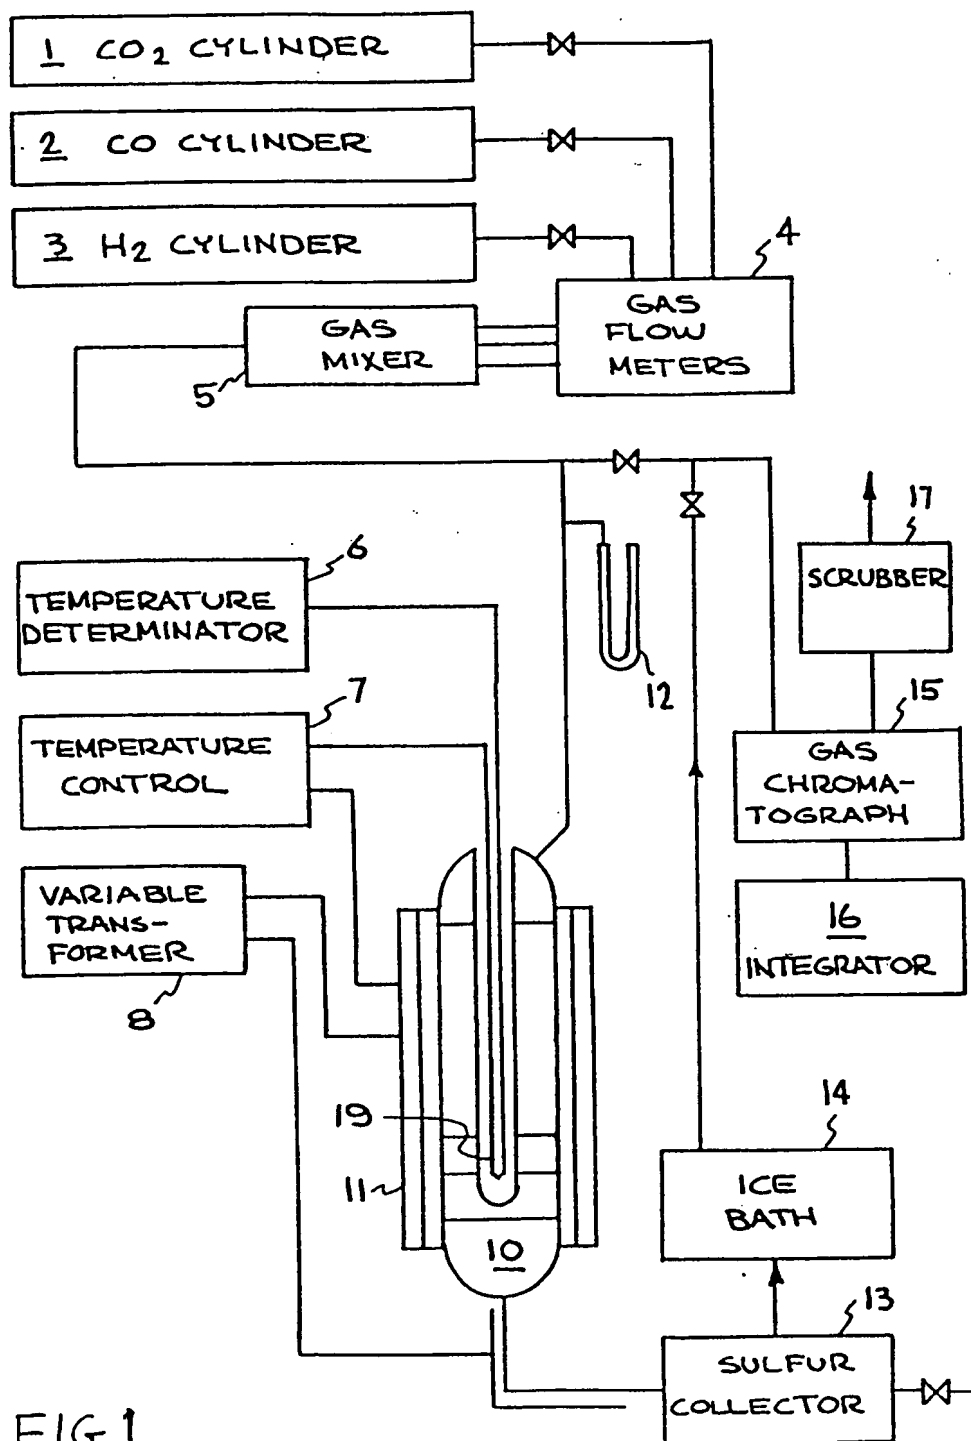 1 CO2 CYLINDER
2 CO CYLINDER
3 H2 CYLINDER
4
GAS
FLOW
METERS
GAS
MIXER
5
6
TEMPERATURE
DETERMINATOR
12
17
SCRUBBER
7
TEMPERATURE
CONTROL
15
GAS
CHROMA-
TOGRAPH
VARIABLE
TRANS-
FORMER
8
16
INTEGRATOR
19
11
10
14
ICE
BATH
13
SULFUR
COLLECTOR
FIG 1